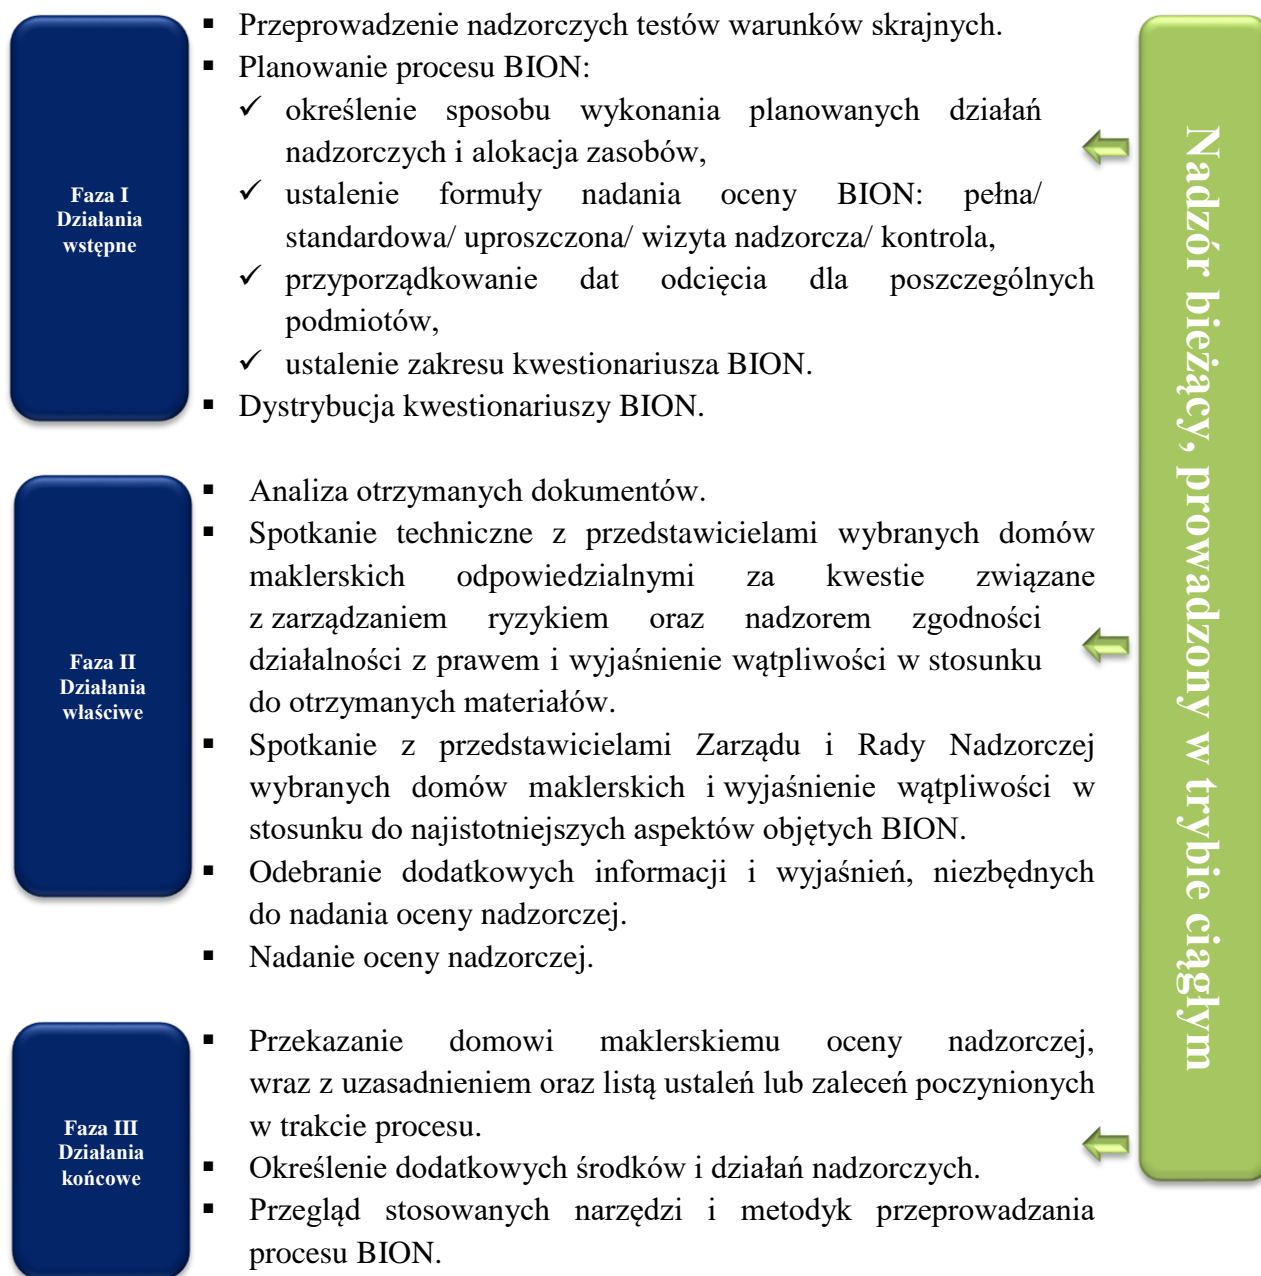 Faza I
Działania
wstępne
▪ Przeprowadzenie nadzorczych testów warunków skrajnych.
▪ Planowanie procesu BION:
✓ określenie sposobu wykonania planowanych działań
nadzorczych i alokacja zasobów,
✓ ustalenie formuły nadania oceny BION: pełna/
standardowa/ uproszczona/ wizyta nadzorcza/ kontrola,
✓ przyporządkowanie dat odcięcia dla poszczególnych
podmiotów,
✓ ustalenie zakresu kwestionariusza BION.
▪ Dystrybucja kwestionariuszy BION.
Faza II
Działania
właściwe
▪ Analiza otrzymanych dokumentów.
▪ Spotkanie techniczne z przedstawicielami wybranych domów
maklerskich odpowiedzialnymi za kwestie związane
z zarządzaniem ryzykiem oraz nadzorem zgodności
działalności z prawem i wyjaśnienie wątpliwości w stosunku
do otrzymanych materiałów.
▪ Spotkanie z przedstawicielami Zarządu i Rady Nadzorczej
wybranych domów maklerskich i wyjaśnienie wątpliwości w
stosunku do najistotniejszych aspektów objętych BION.
▪ Odebranie dodatkowych informacji i wyjaśnień, niezbędnych
do nadania oceny nadzorczej.
▪ Nadanie oceny nadzorczej.
Faza III
Działania
końcowe
▪ Przekazanie domowi maklerskiemu oceny nadzorczej,
wraz z uzasadnieniem oraz listą ustaleń lub zaleceń poczynionych
w trakcie procesu.
▪ Określenie dodatkowych środków i działań nadzorczych.
▪ Przegląd stosowanych narzędzi i metodyk przeprowadzania
procesu BION.
Nadzór bieżący, prowadzony w trybie ciągłym